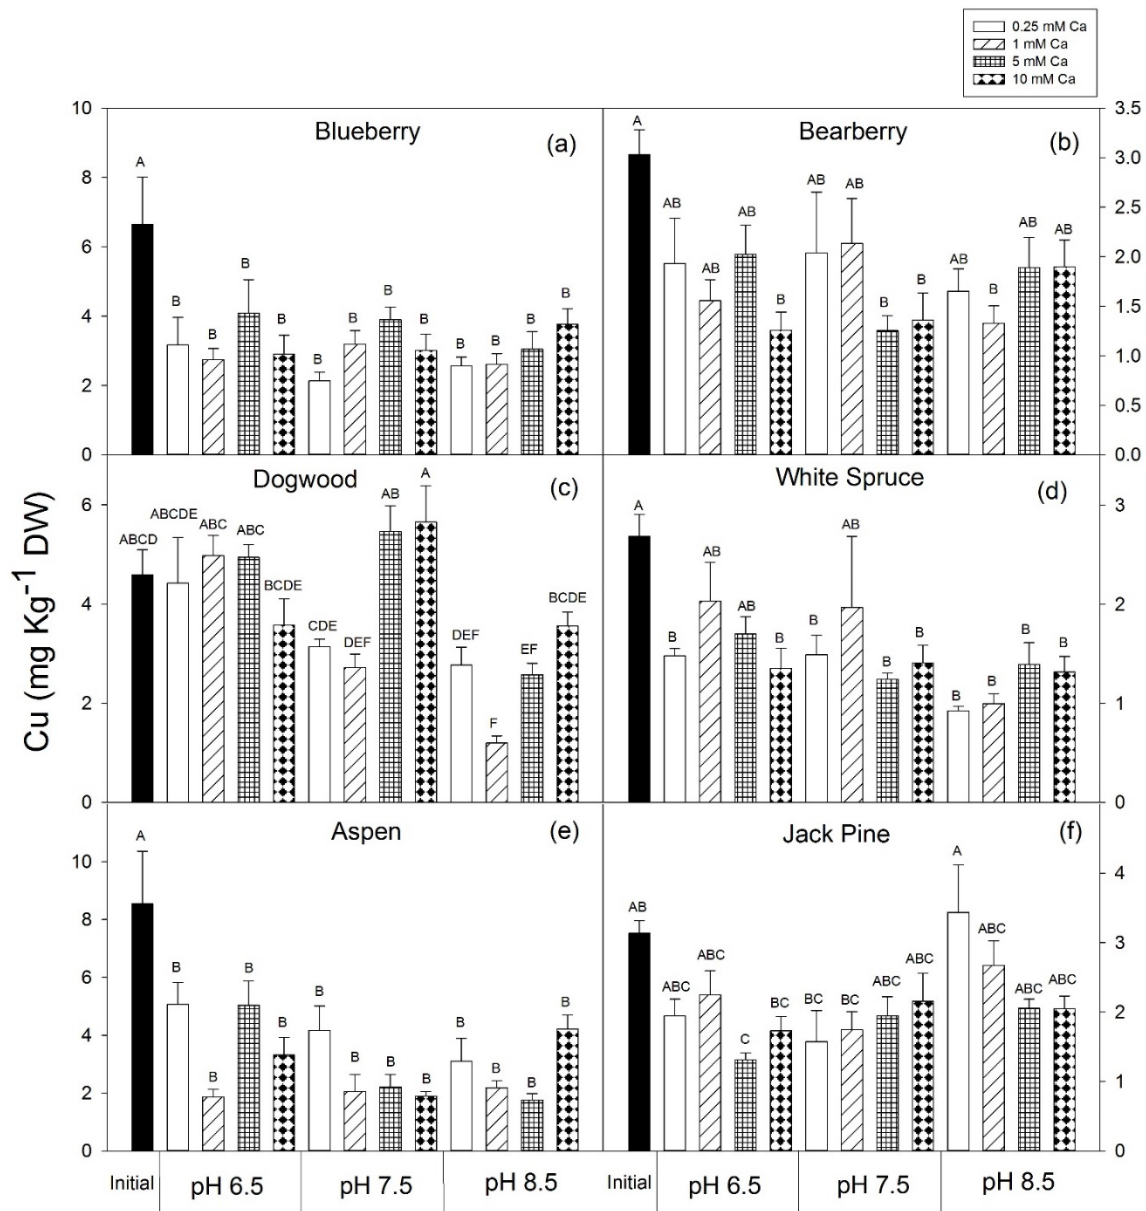 0.25 mM Ca
1 mM Ca
5 mM Ca
10 mM Ca
Cu (mg Kg-1 DW)
Blueberry (a)
10
8
6
4
2
0
A
B B B B
B B B B
B B B B
Bearberry (b)
3.5
3.0
2.5
2.0
1.5
1.0
0.5
0.0
A
AB AB AB B
AB AB B B
AB B AB AB
Dogwood (c)
6
4
2
0
ABCD
ABCDE ABC ABC BCDE
CDE DEF AB A
DEF F EF BCDE
White Spruce (d)
3
2
1
0
A
B AB AB B
B AB B B
B B B B
Aspen (e)
10
8
6
4
2
0
A
B B B B
B B B B
B B B B
Jack Pine (f)
4
3
2
1
0
AB
ABC ABC C BC
BC ABC ABC ABC
A ABC ABC ABC
Initial pH 6.5 pH 7.5 pH 8.5 Initial pH 6.5 pH 7.5 pH 8.5